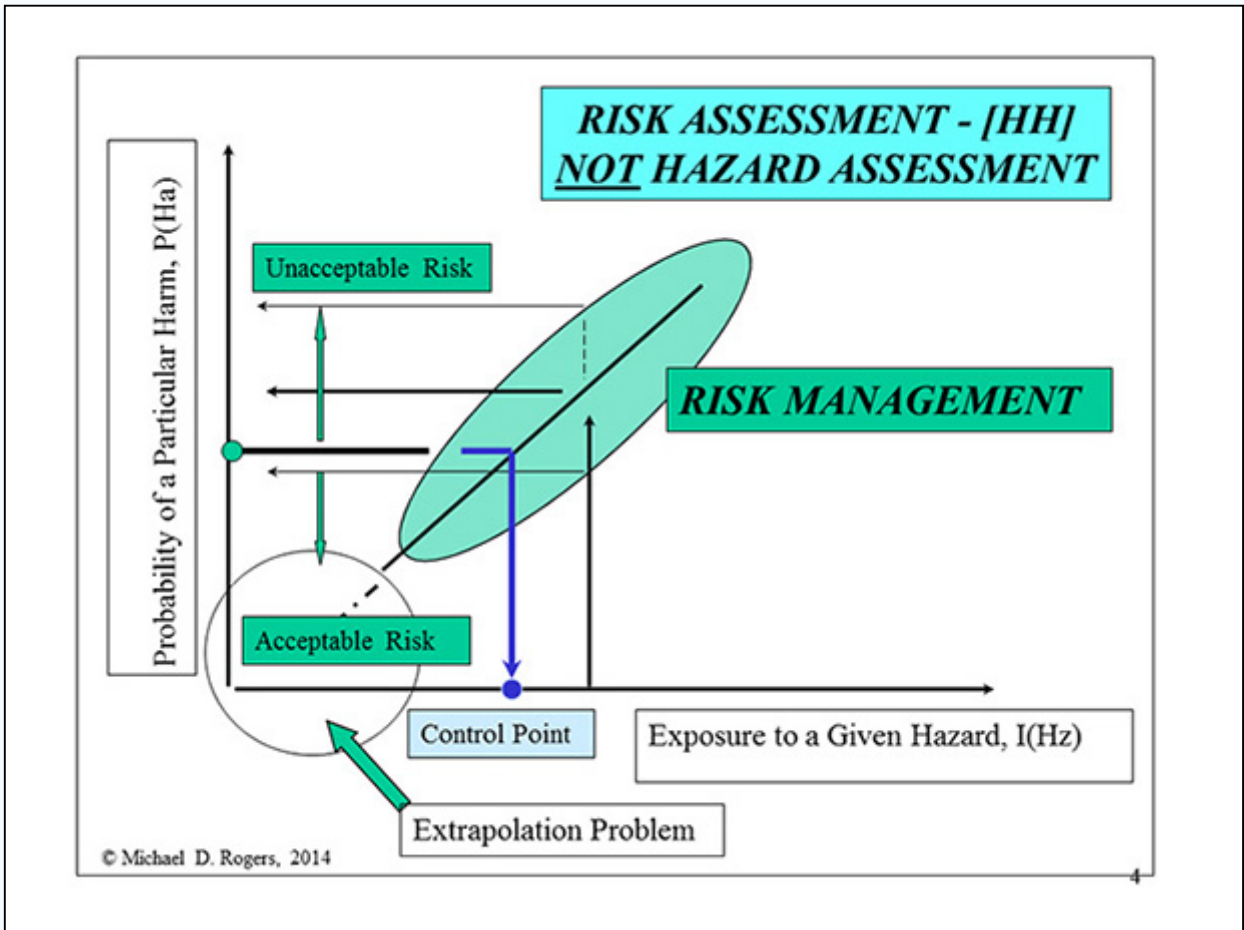 RISK ASSESSMENT - [HH]
NOT HAZARD ASSESSMENT
Probability of a Particular Harm, P(Ha)
Unacceptable Risk
RISK MANAGEMENT
Acceptable Risk
Control Point
Exposure to a Given Hazard, I(Hz)
Extrapolation Problem
© Michael D. Rogers, 2014
4